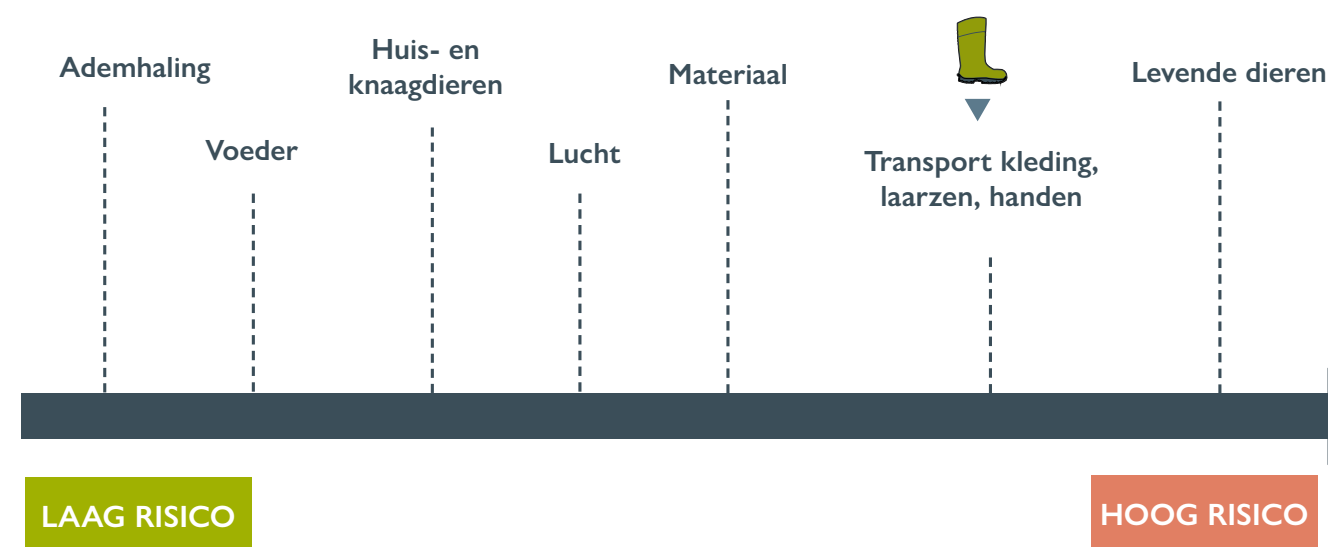 Ademhaling
Voeder
Huis- en
knaagdieren
Lucht
Materiaal
Transport kleding,
laarzen, handen
Levende dieren
LAAG RISICO
HOOG RISICO